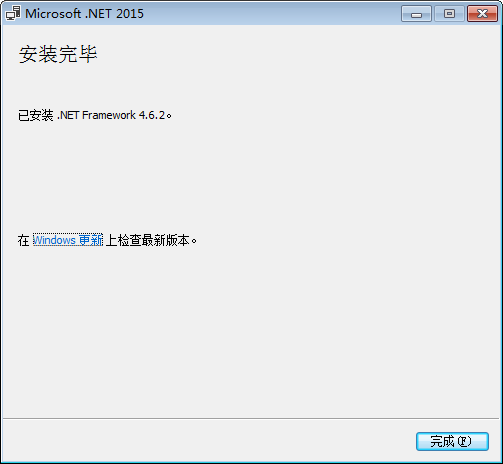 Microsoft .NET 2015
安装完毕
已安装 .NET Framework 4.6.2。
在 Windows 更新 上检查最新版本。
完成(F)